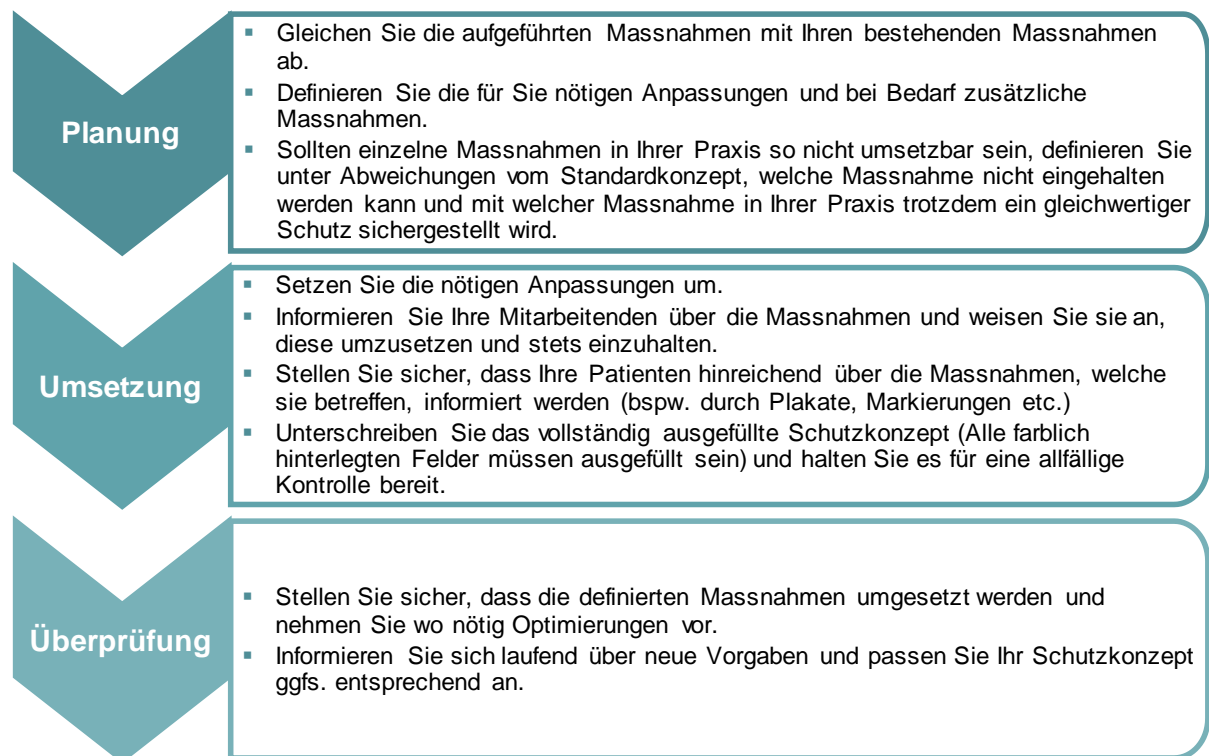 Planung
Gleichen Sie die aufgeführten Massnahmen mit Ihren bestehenden Massnahmen
ab.
Definieren Sie die für Sie nötigen Anpassungen und bei Bedarf zusätzliche
Massnahmen.
Sollten einzelne Massnahmen in Ihrer Praxis so nicht umsetzbar sein, definieren Sie
unter Abweichungen vom Standardkonzept, welche Massnahme nicht eingehalten
werden kann und mit welcher Massnahme in Ihrer Praxis trotzdem ein gleichwertiger
Schutz sichergestellt wird.
Umsetzung
Setzen Sie die nötigen Anpassungen um.
Informieren Sie Ihre Mitarbeitenden über die Massnahmen und weisen Sie sie an,
diese umzusetzen und stets einzuhalten.
Stellen Sie sicher, dass Ihre Patienten hinreichend über die Massnahmen, welche
sie betreffen, informiert werden (bspw. durch Plakate, Markierungen etc.)
Unterschreiben Sie das vollständig ausgefüllte Schutzkonzept (Alle farblich
hinterlegten Felder müssen ausgefüllt sein) und halten Sie es für eine allfällige
Kontrolle bereit.
Überprüfung
Stellen Sie sicher, dass die definierten Massnahmen umgesetzt werden und
nehmen Sie wo nötig Optimierungen vor.
Informieren Sie sich laufend über neue Vorgaben und passen Sie Ihr Schutzkonzept
ggfs. entsprechend an.